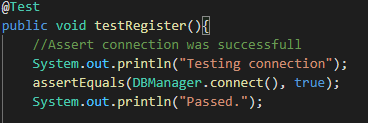 @Test
public void testRegister(){
//Assert connection was successfull
System.out.println("Testing connection");
assertEquals(DBManager.connect(), true);
System.out.println("Passed.");